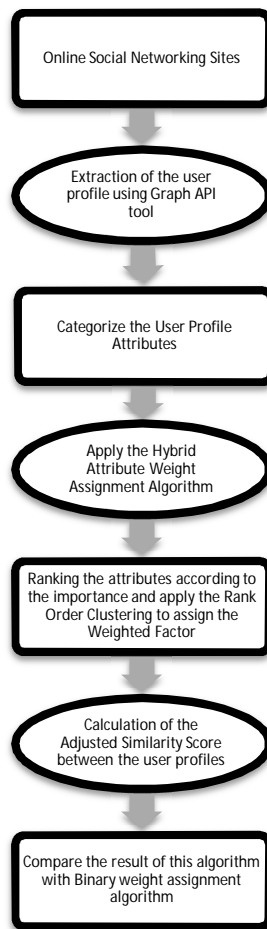 Online Social Networking Sites
Extraction of the user
profile using Graph API
tool
Categorize the User Profile
Attributes
Apply the Hybrid
Attribute Weight
Assignment Algorithm
Ranking the attributes according to
the importance and apply the Rank
Order Clustering to assign the
Weighted Factor
Calculation of the
Adjusted Similarity Score
between the user profiles
Compare the result of this algorithm
with Binary weight assignment
algorithm